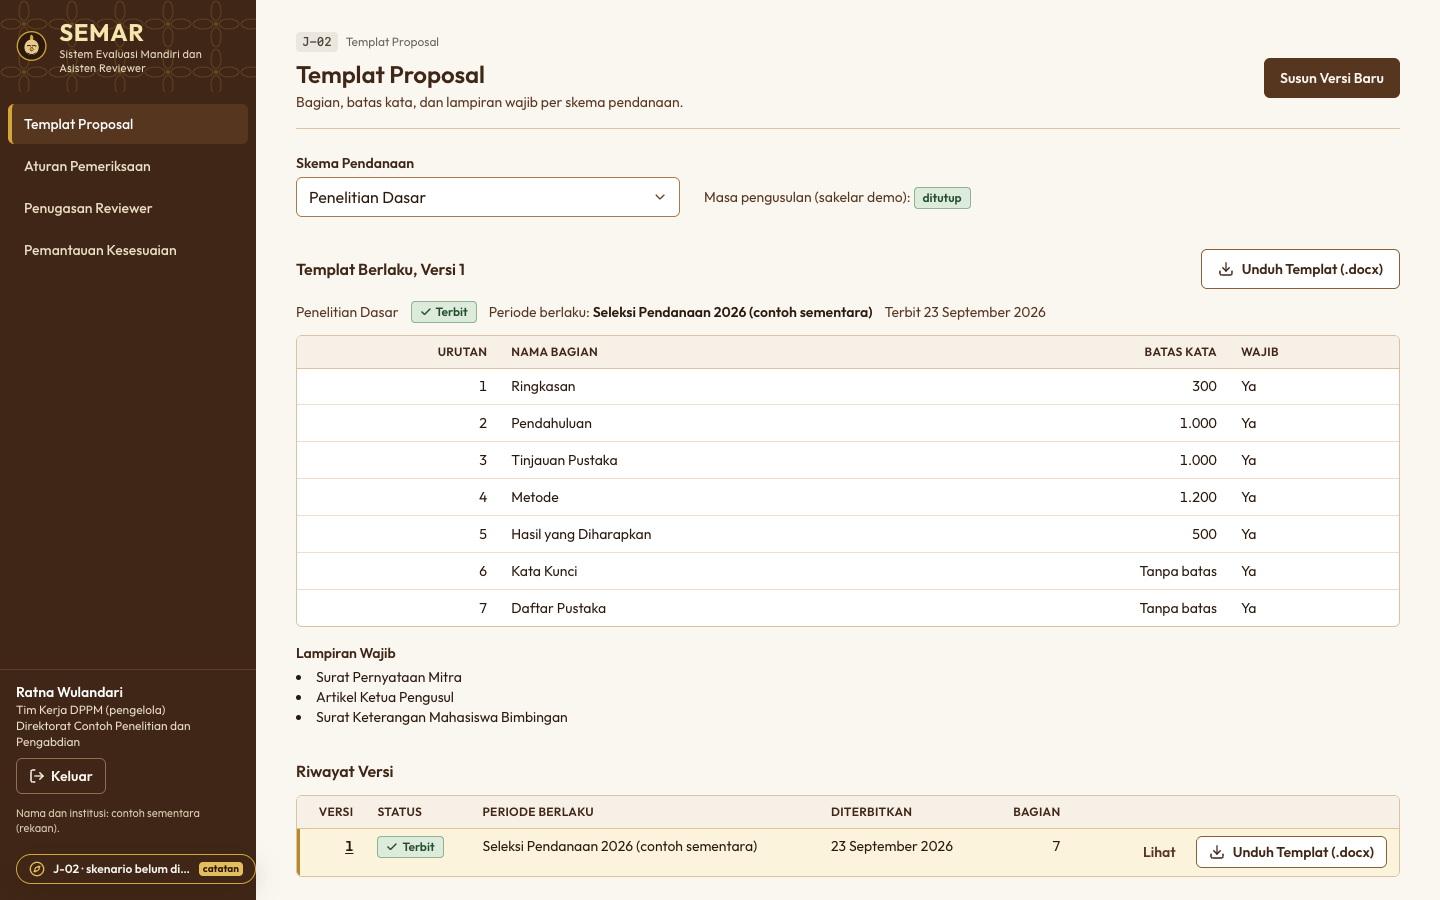 SEMAR
Sistem Evaluasi Mandiri dan
Asisten Reviewer
Templat Proposal
Aturan Pemeriksaan
Penugasan Reviewer
Pemantauan Kesesuaian
Ratna Wulandari
Tim Kerja DPPM (pengelola)
Direktorat Contoh Penelitian dan
Pengabdian
Keluar
Nama dan institusi: contoh sementara
(rekaan).
J-02 · skenario belum di... catatan
J-02 Templat Proposal
Templat Proposal
Bagian, batas kata, dan lampiran wajib per skema pendanaan.
Susun Versi Baru
Skema Pendanaan
Penelitian Dasar
Masa pengusulan (sakelar demo): ditutup
Templat Berlaku, Versi 1
Unduh Templat (.docx)
Penelitian Dasar Terbit Periode berlaku: Seleksi Pendanaan 2026 (contoh sementara) Terbit 23 September 2026
URUTAN NAMA BAGIAN BATAS KATA WAJIB
1 Ringkasan 300 Ya
2 Pendahuluan 1.000 Ya
3 Tinjauan Pustaka 1.000 Ya
4 Metode 1.200 Ya
5 Hasil yang Diharapkan 500 Ya
6 Kata Kunci Tanpa batas Ya
7 Daftar Pustaka Tanpa batas Ya
Lampiran Wajib
• Surat Pernyataan Mitra
• Artikel Ketua Pengusul
• Surat Keterangan Mahasiswa Bimbingan
Riwayat Versi
VERSI STATUS PERIODE BERLAKU DITERBITKAN BAGIAN
1 Terbit Seleksi Pendanaan 2026 (contoh sementara) 23 September 2026 7 Lihat Unduh Templat (.docx)